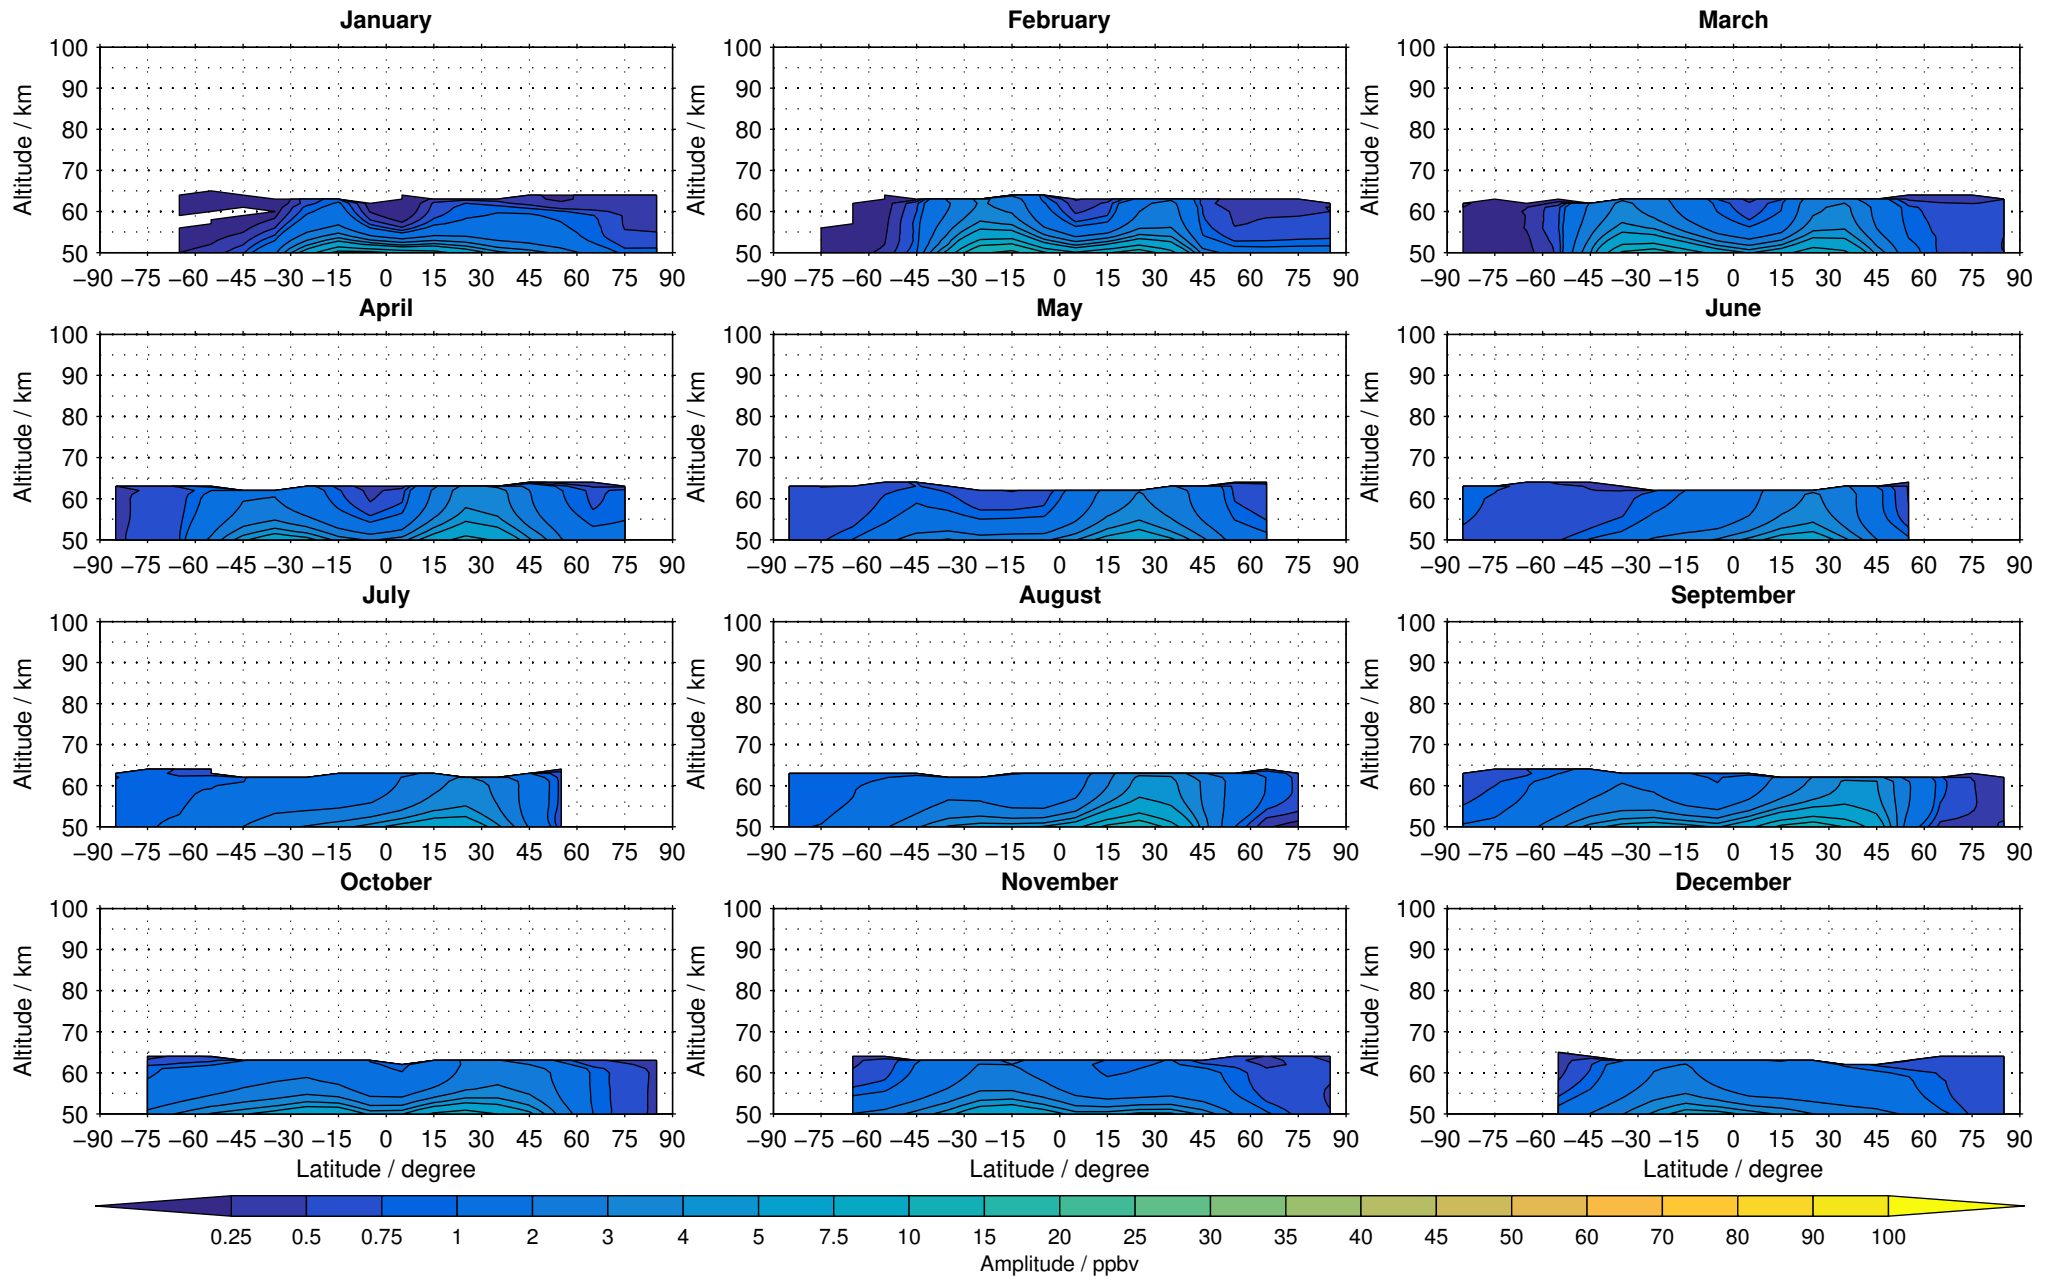 January February March
100 100 100
90 90 90
80 80 80
70 70 70
60 60 60
50 50 50
Altitude / km Altitude / km Altitude / km
−90 −75 −60 −45 −30 −15 0 15 30 45 60 75 90 −90 −75 −60 −45 −30 −15 0 15 30 45 60 75 90 −90 −75 −60 −45 −30 −15 0 15 30 45 60 75 90
April May June
100 100 100
90 90 90
80 80 80
70 70 70
60 60 60
50 50 50
Altitude / km Altitude / km Altitude / km
−90 −75 −60 −45 −30 −15 0 15 30 45 60 75 90 −90 −75 −60 −45 −30 −15 0 15 30 45 60 75 90 −90 −75 −60 −45 −30 −15 0 15 30 45 60 75 90
July August September
100 100 100
90 90 90
80 80 80
70 70 70
60 60 60
50 50 50
Altitude / km Altitude / km Altitude / km
−90 −75 −60 −45 −30 −15 0 15 30 45 60 75 90 −90 −75 −60 −45 −30 −15 0 15 30 45 60 75 90 −90 −75 −60 −45 −30 −15 0 15 30 45 60 75 90
October November December
100 100 100
90 90 90
80 80 80
70 70 70
60 60 60
50 50 50
Altitude / km Altitude / km Altitude / km
−90 −75 −60 −45 −30 −15 0 15 30 45 60 75 90 −90 −75 −60 −45 −30 −15 0 15 30 45 60 75 90 −90 −75 −60 −45 −30 −15 0 15 30 45 60 75 90
Latitude / degree Latitude / degree Latitude / degree
0.25 0.5 0.75 1 2 3 4 5 7.5 10 15 20 25 30 35 40 45 50 60 70 80 90 100
Amplitude / ppbv